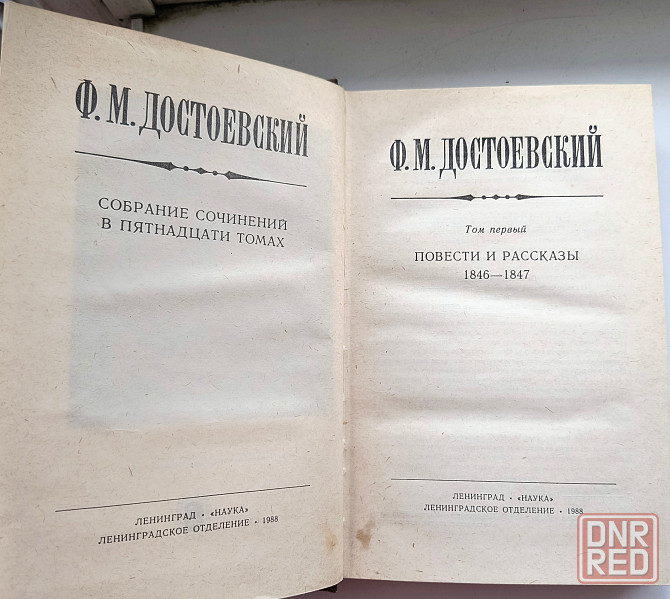 Ф. М. ДОСТОЕВСКИЙ
СОБРАНИЕ СОЧИНЕНИЙ
В ПЯТНАДЦАТИ ТОМАХ
ЛЕНИНГРАД · «НАУКА»
ЛЕНИНГРАДСКОЕ ОТДЕЛЕНИЕ · 1988
Ф. М. ДОСТОЕВСКИЙ
Том первый
ПОВЕСТИ И РАССКАЗЫ
1846—1847
ЛЕНИНГРАД · «НАУКА»
ЛЕНИНГРАДСКОЕ ОТДЕЛЕНИЕ · 1988
DNR
RED